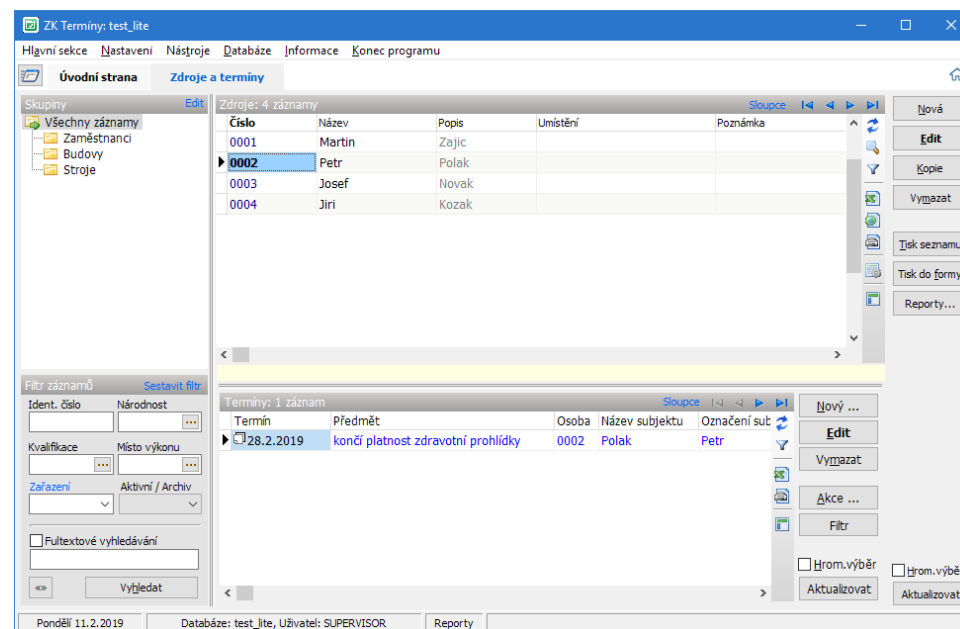 ZK Termíny: test_lite
Hlavní sekce Nastavení Nástroje Databáze Informace Konec programu
Úvodní strana Zdroje a termíny
Skupiny Edit
Všechny záznamy
Zaměstnanci
Budovy
Stroje
Zdroje: 4 záznamy Sloupce
Číslo Název Popis Umístění Poznámka
0001 Martin Zajic
0002 Petr Polak
0003 Josef Novak
0004 Jiri Kozak
Nová
Edit
Kopie
Vymazat
Tisk seznamu
Tisk do formy
Reporty...
Filtr záznamů Sestavit filtr
Ident. číslo Národnost
Kvalifikace Místo výkonu
Zařazení Aktivní / Archiv
Fultextové vyhledávání
Vyhledat
Termíny: 1 záznam Sloupce
Termín Předmět Osoba Název subjektu Označení sub
28.2.2019 končí platnost zdravotní prohlídky 0002 Polak Petr
Nový ...
Edit
Vymazat
Akce ...
Filtr
Hrom.výběr
Aktualizovat
Hrom.výbě
Aktualizovat
Pondělí 11.2.2019 Databáze: test_lite, Uživatel: SUPERVISOR Reporty